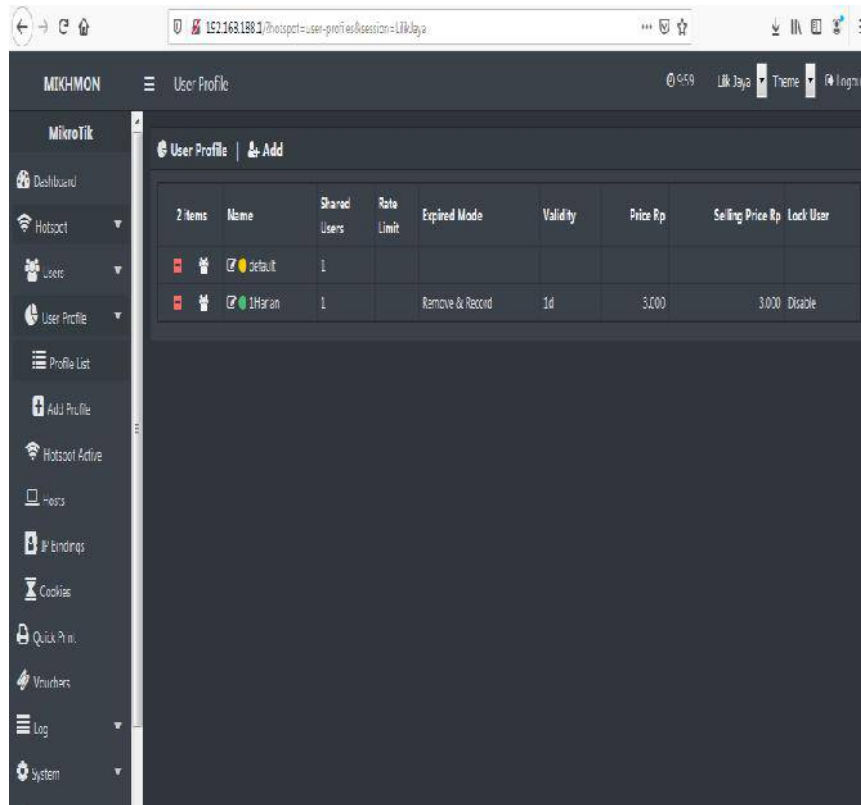 192.168.188.1/?hotspot=user-profiles&session=LilikJaya
MIKHMON
User Profile
9:59
Lilik Jaya
Theme
Logout
MikroTik
Dashboard
Hotspot
Users
User Profile
Profile List
Add Profile
Hotspot Active
Hosts
IP Bindings
Cookies
Quick Print
Vouchers
Log
System
User Profile | Add
2 items Name Shared Users Rate Limit Expired Mode Validity Price Rp Selling Price Rp Lock User
default 1
1Harian 1 Remove & Record 1d 3.000 3.000 Disable